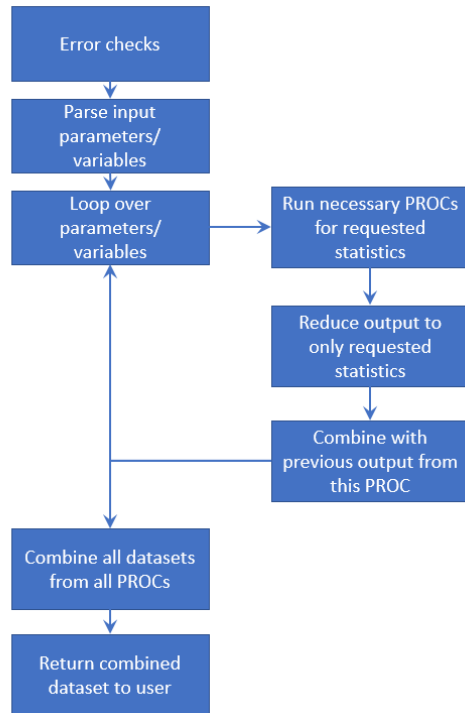 Error checks
Parse input
parameters/
variables
Loop over
parameters/
variables
Run necessary PROCs
for requested
statistics
Reduce output to
only requested
statistics
Combine with
previous output from
this PROC
Combine all datasets
from all PROCs
Return combined
dataset to user